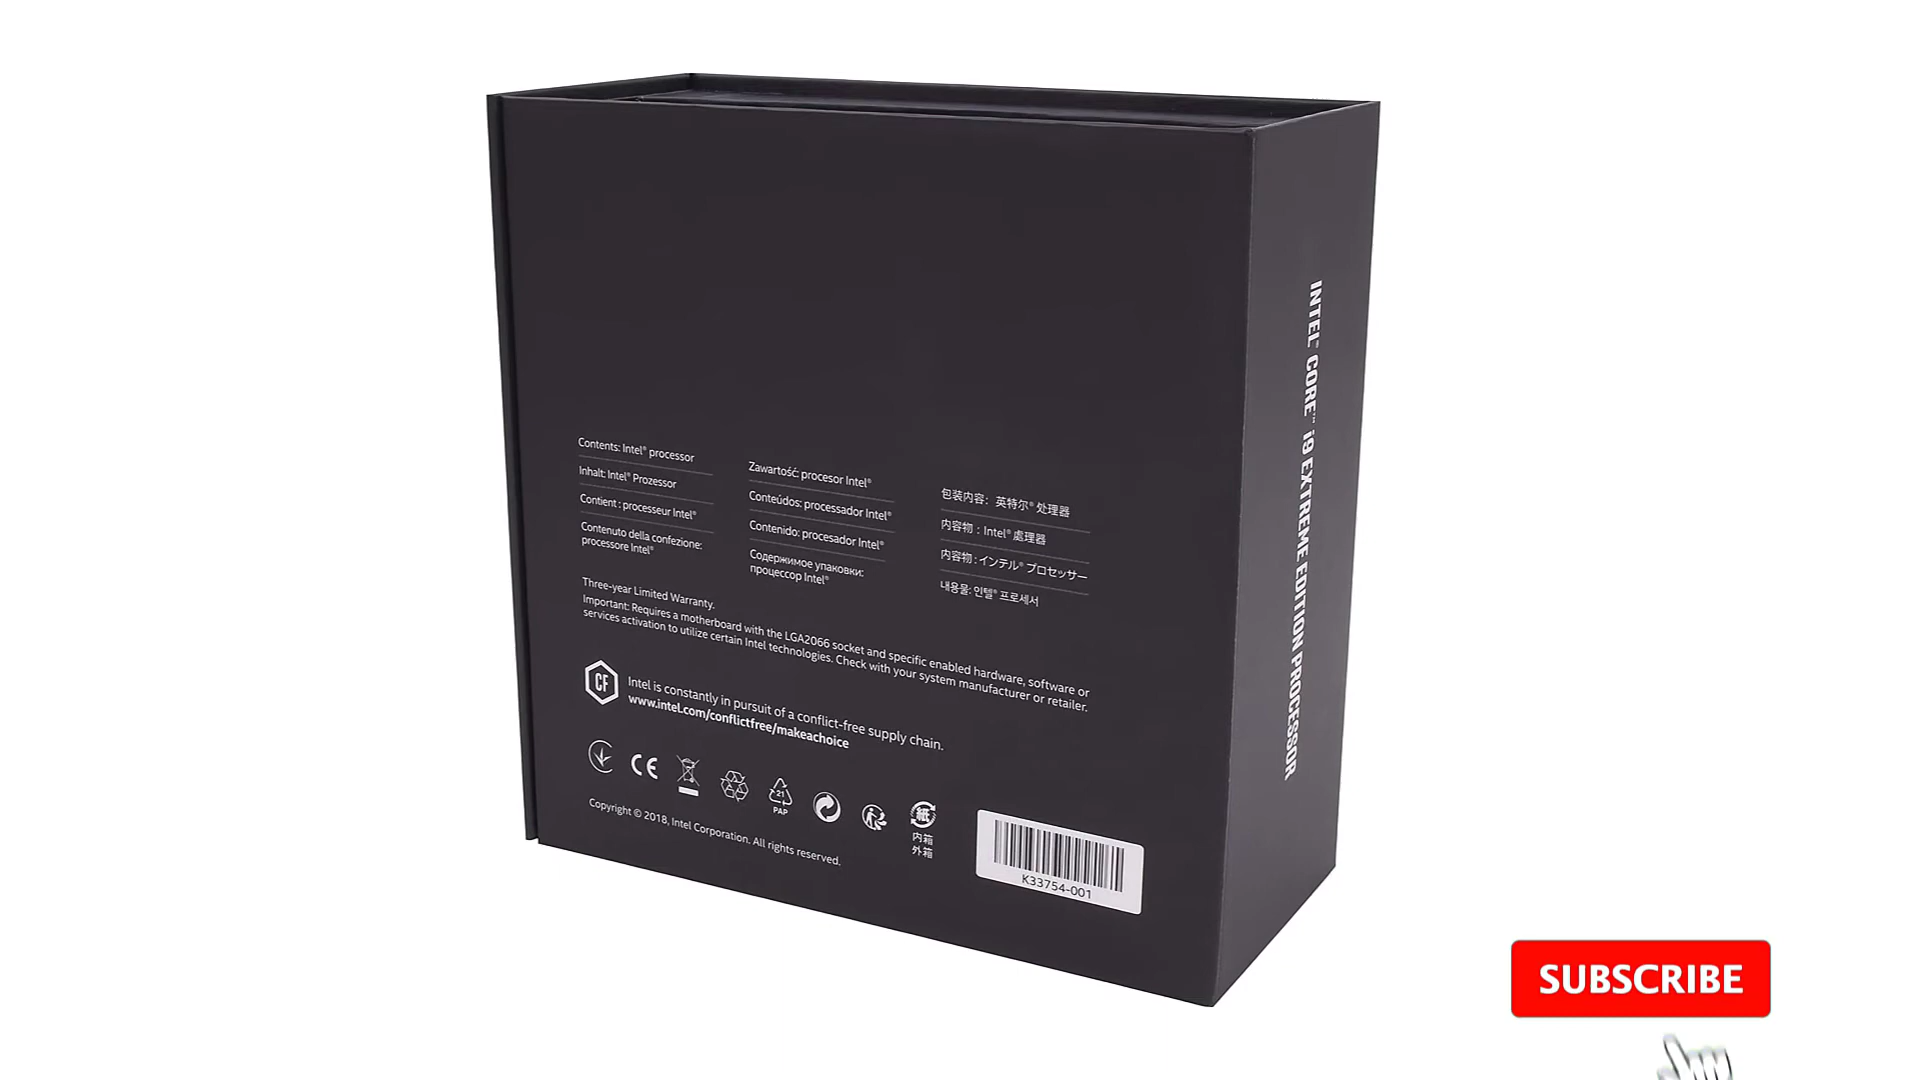 Contents: Intel® processor
Inhalt: Intel® Prozessor
Contient : processeur Intel®
Contenuto della confezione:
processore Intel®
Zawartość: procesor Intel®
Conteúdos: processador Intel®
Contenido: procesador Intel®
Содержимое упаковки:
процессор Intel®
包装内容：英特尔® 处理器
内容物：Intel® 處理器
内容物：インテル® プロセッサー
내용물: 인텔® 프로세서
Three-year Limited Warranty.
Important: Requires a motherboard with the LGA2066 socket and specific enabled hardware, software or
services activation to utilize certain Intel technologies. Check with your system manufacturer or retailer.
CF
Intel is constantly in pursuit of a conflict-free supply chain.
www.intel.com/conflictfree/makeachoice
CE
21
PAP
紙
内箱
外箱
Copyright © 2018, Intel Corporation. All rights reserved.
K33754-001
INTEL® CORE™ i9 EXTREME EDITION PROCESSOR
SUBSCRIBE